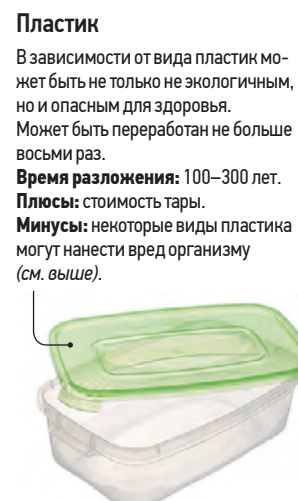 Пластик
В зависимости от вида пластик мо-
жет быть не только не экологичным,
но и опасным для здоровья.
Может быть переработан не больше
восьми раз.
Время разложения: 100–300 лет.
Плюсы: стоимость тары.
Минусы: некоторые виды пластика
могут нанести вред организму
(см. выше).